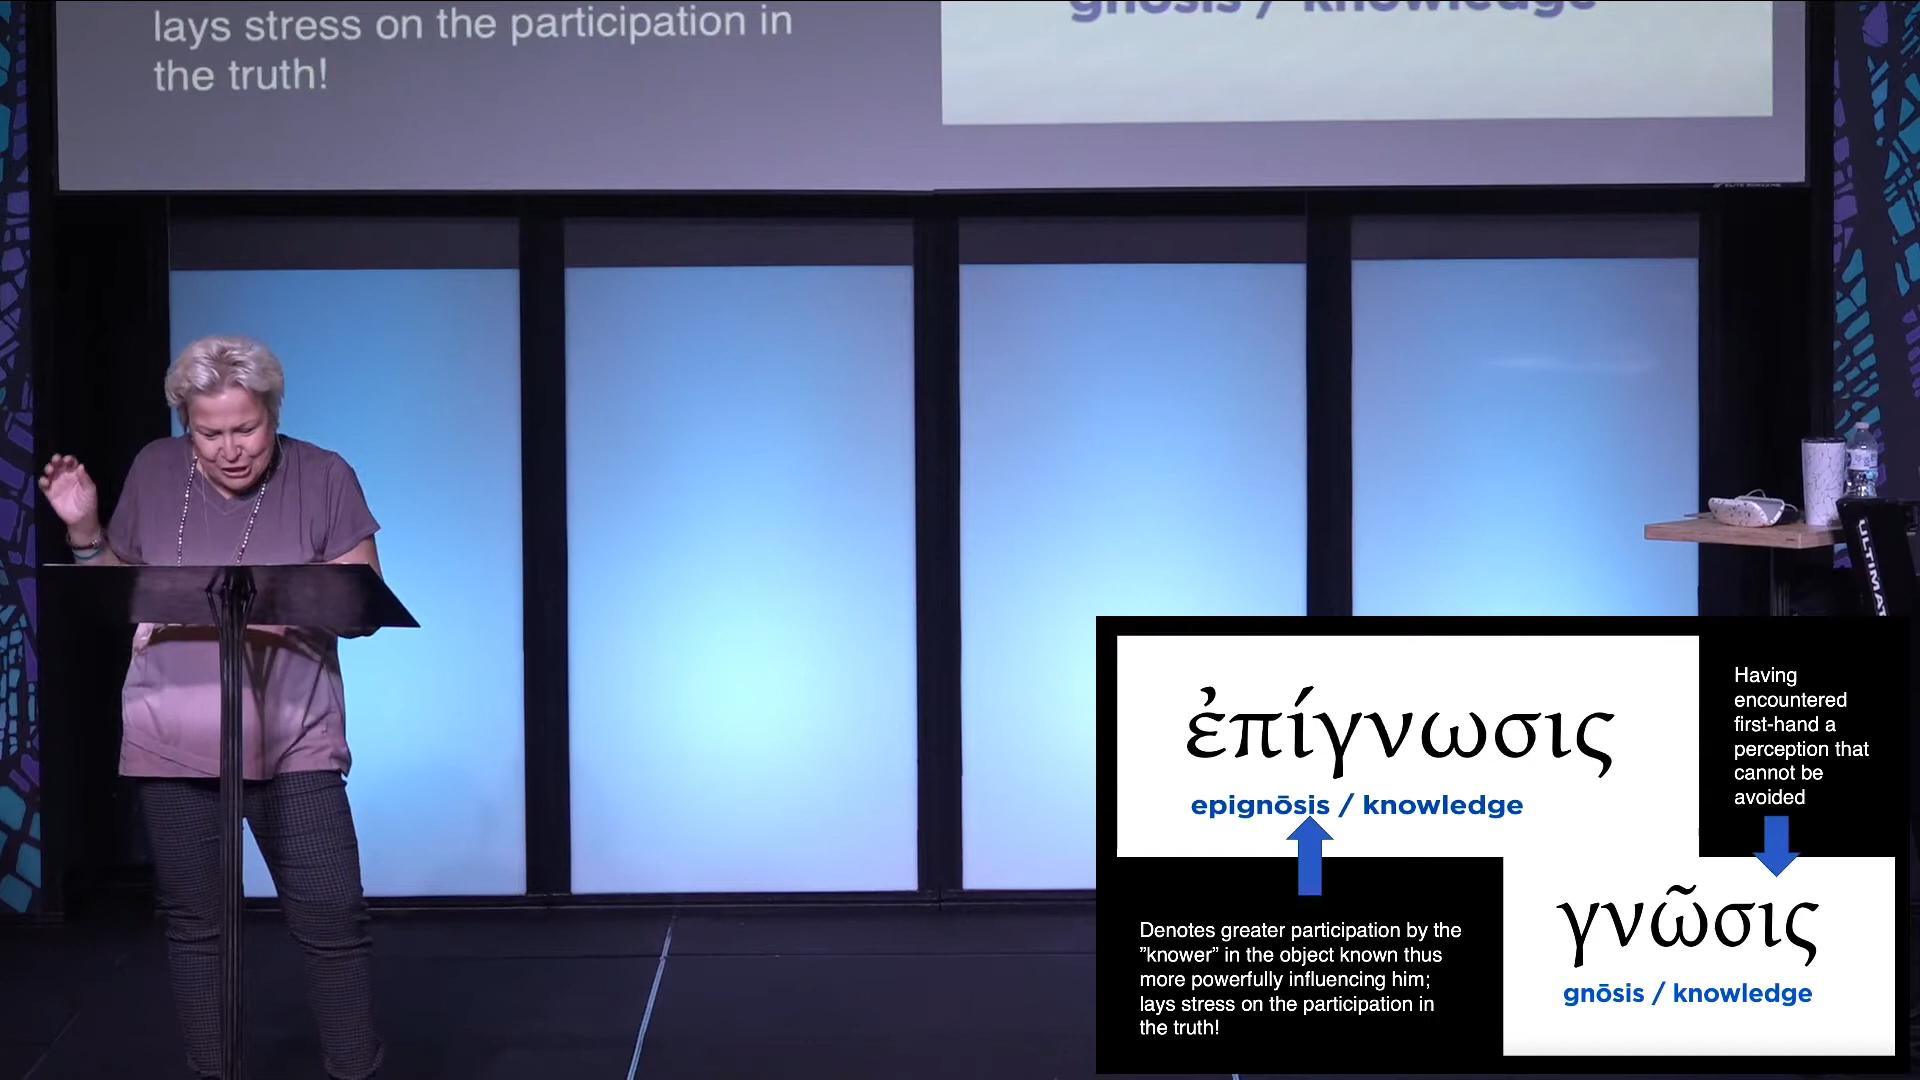 lays stress on the participation in
the truth!
gnōsis / knowledge
ἐπίγνωσις
epignōsis / knowledge
Having
encountered
first-hand a
perception that
cannot be
avoided
Denotes greater participation by the
”knower” in the object known thus
more powerfully influencing him;
lays stress on the participation in
the truth!
γνῶσις
gnōsis / knowledge